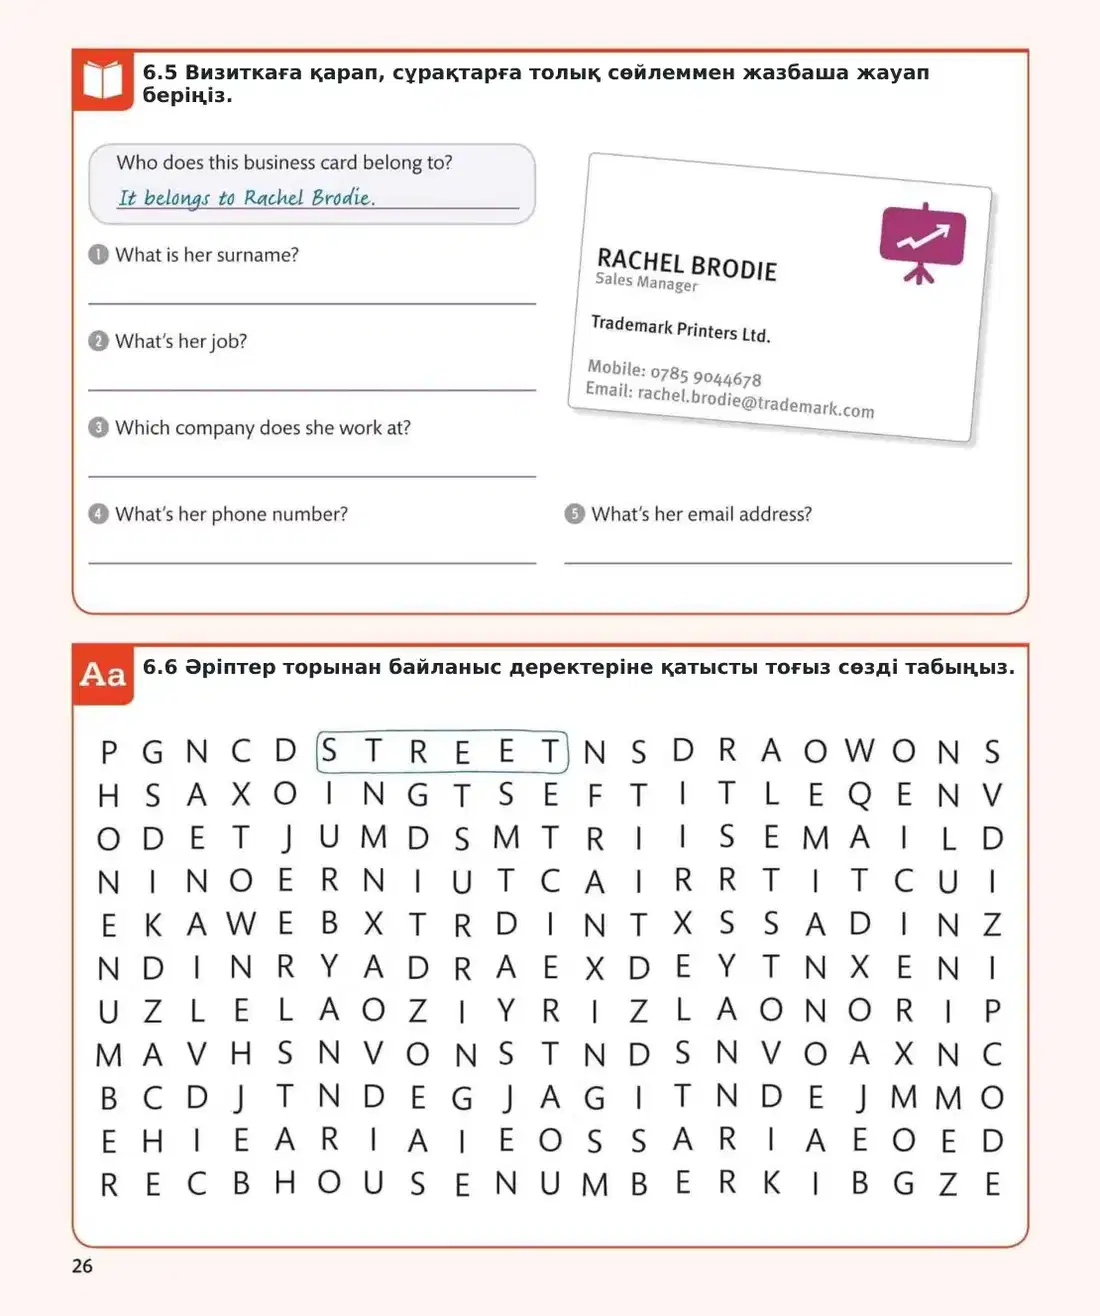 6.5 Визиткаға қарап, сұрақтарға толық сөйлеммен жазбаша жауап
беріңіз.
Who does this business card belong to?
It belongs to Rachel Brodie.
1 What is her surname?
2 What's her job?
3 Which company does she work at?
4 What's her phone number?
5 What's her email address?
RACHEL BRODIE
Sales Manager
Trademark Printers Ltd.
Mobile: 0785 9044678
Email: rachel.brodie@trademark.com
Aa
6.6 Әріптер торынан байланыс деректеріне қатысты тоғыз сөзді табыңыз.
P G N C D S T R E E T N S D R A O W O N S
H S A X O I N G T S E F T I T L E Q E N V
O D E T J U M D S M T R I I S E M A I L D
N I N O E R N I U T C A I R R T I T C U I
E K A W E B X T R D I N T X S S A D I N Z
N D I N R Y A D R A E X D E Y T N X E N I
U Z L E L A O Z I Y R I Z L A O N O R I P
M A V H S N V O N S T N D S N V O A X N C
B C D J T N D E G J A G I T N D E J M M O
E H I E A R I A I E O S S A R I A E O E D
R E C B H O U S E N U M B E R K I B G Z E
26